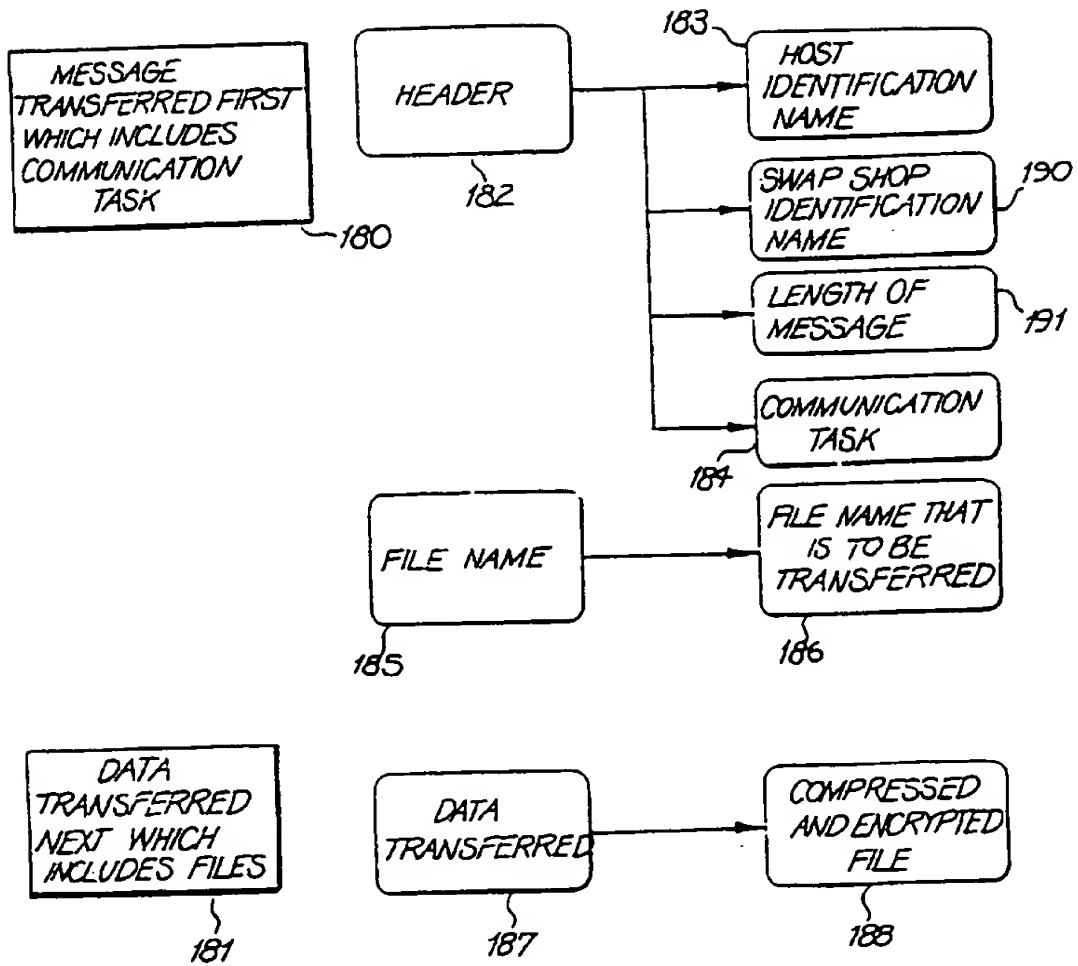 MESSAGE
TRANSFERRED FIRST
WHICH INCLUDES
COMMUNICATION
TASK
180
HEADER
182
183
HOST
IDENTIFICATION
NAME
SWAP SHOP
IDENTIFICATION
NAME
190
LENGTH OF
MESSAGE
191
COMMUNICATION
TASK
184
FILE NAME
185
FILE NAME THAT
IS TO BE
TRANSFERRED
186
DATA
TRANSFERRED
NEXT WHICH
INCLUDES FILES
181
DATA
TRANSFERRED
187
COMPRESSED
AND ENCRYPTED
FILE
188